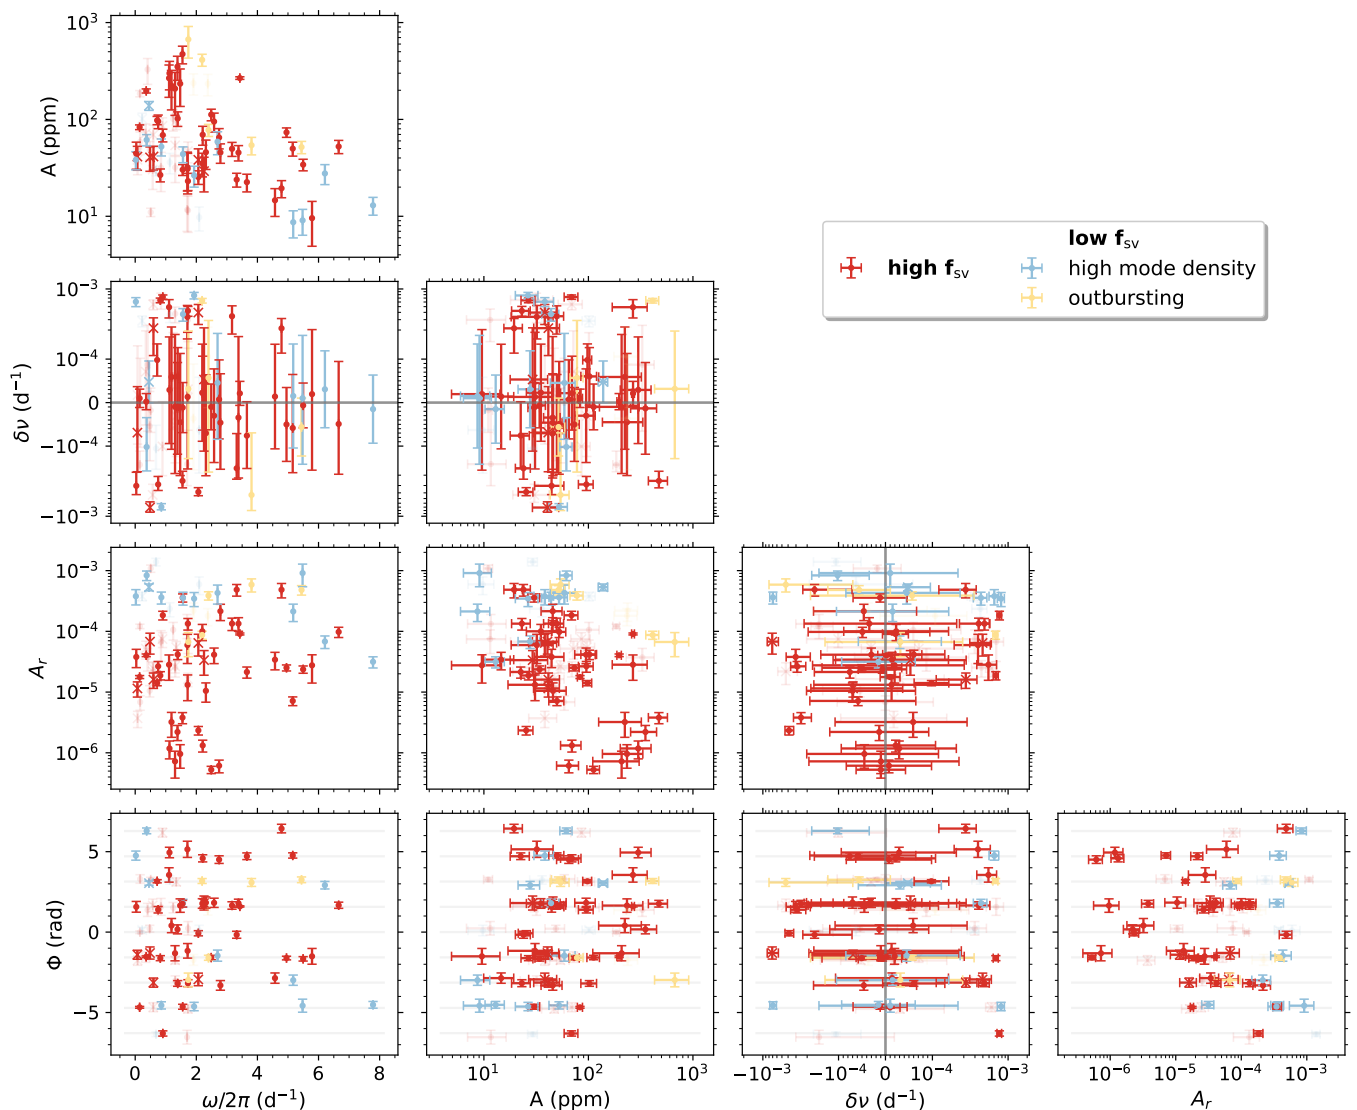 10³
10²
10¹
A (ppm)
low f_sv
high f_sv
high mode density
outbursting
10⁻³
10⁻⁴
0
−10⁻⁴
−10⁻³
δν (d⁻¹)
10⁻³
10⁻⁴
10⁻⁵
10⁻⁶
A_r
5
0
−5
Φ (rad)
0 2 4 6 8
10¹ 10² 10³
−10⁻³ −10⁻⁴ 0 10⁻⁴ 10⁻³
10⁻⁶ 10⁻⁵ 10⁻⁴ 10⁻³
ω/2π (d⁻¹)
A (ppm)
δν (d⁻¹)
A_r